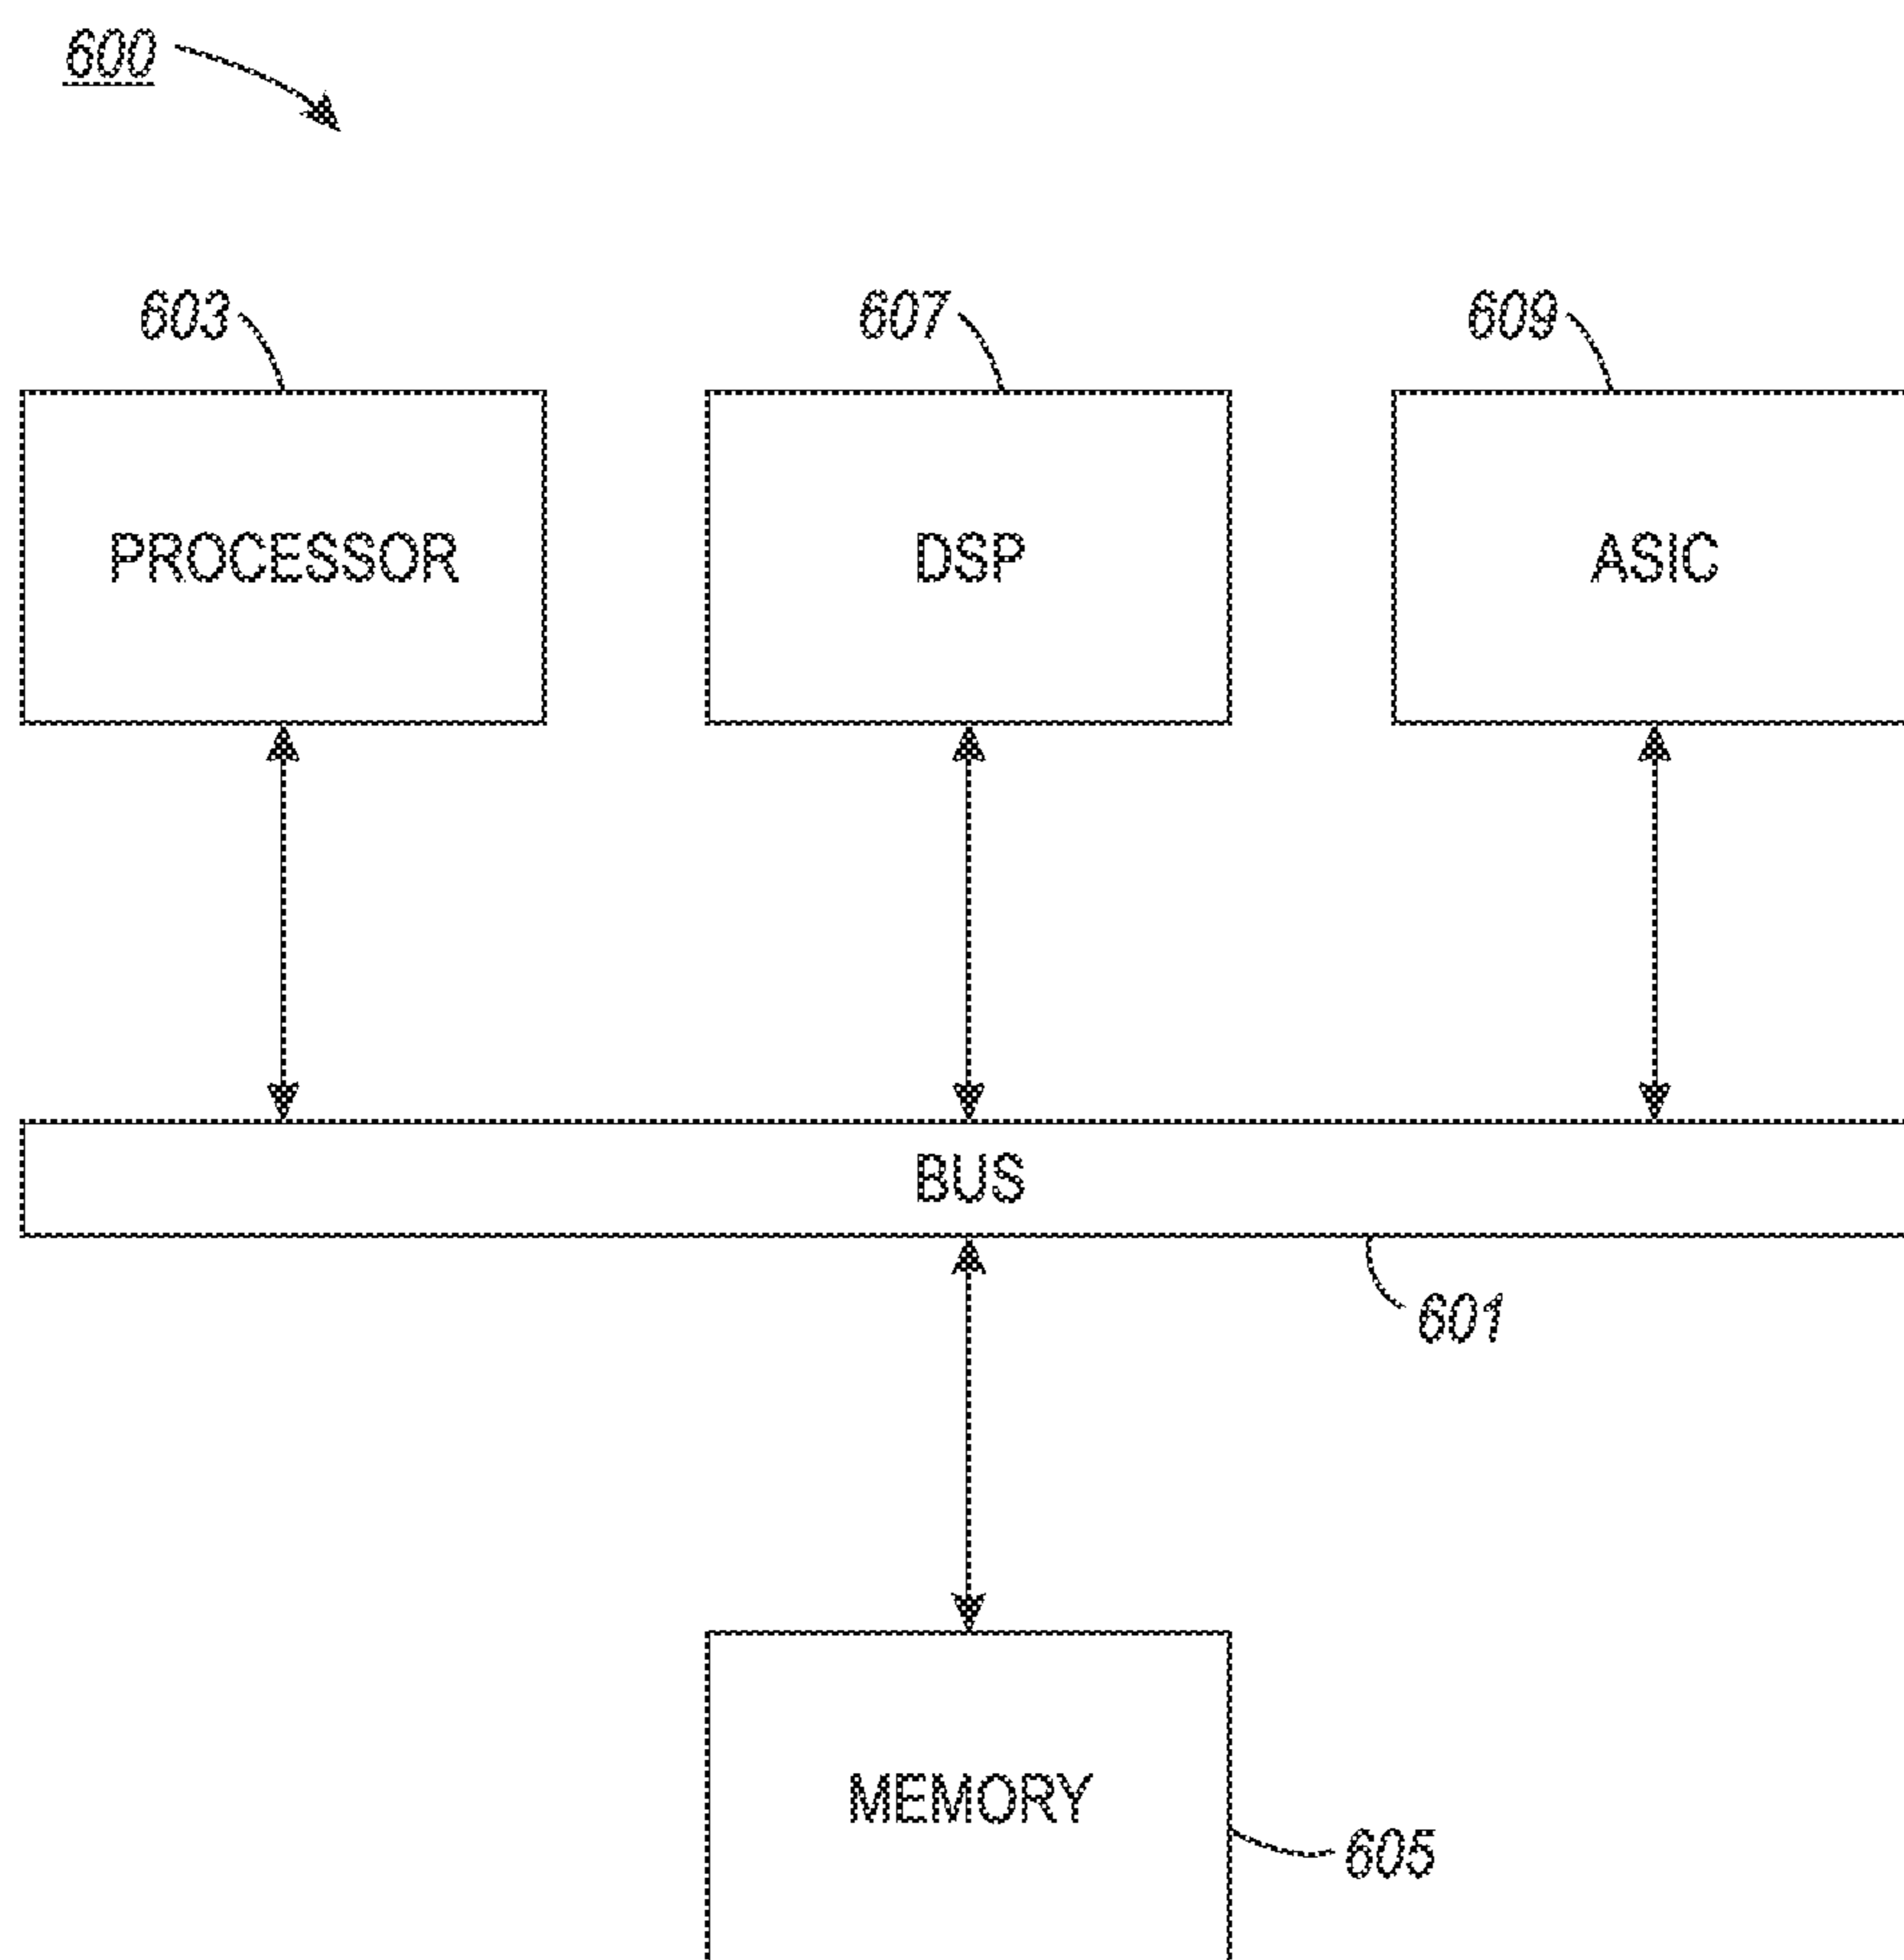 600
603 607 609
PROCESSOR DSP ASIC
BUS
601
MEMORY
605